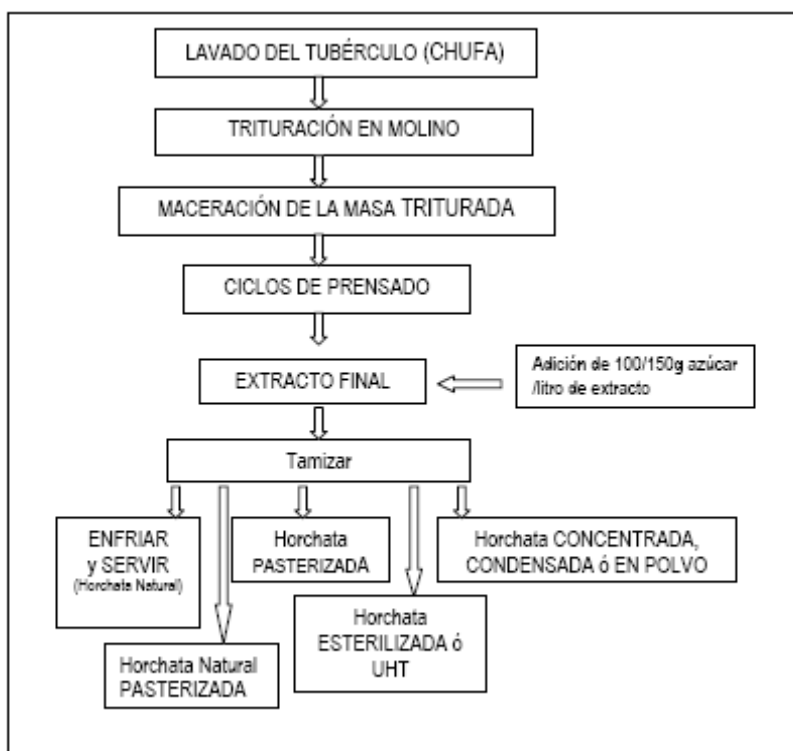 LAVADO DEL TUBÉRCULO (CHUFA)
TRITURACIÓN EN MOLINO
MACERACIÓN DE LA MASA TRITURADA
CICLOS DE PRENSADO
EXTRACTO FINAL
Adición de 100/150g azúcar
/litro de extracto
Tamizar
ENFRIAR
y SERVIR
(Horchata Natural)
Horchata
PASTERIZADA
Horchata CONCENTRADA,
CONDENSADA ó EN POLVO
Horchata Natural
PASTERIZADA
Horchata
ESTERILIZADA ó
UHT